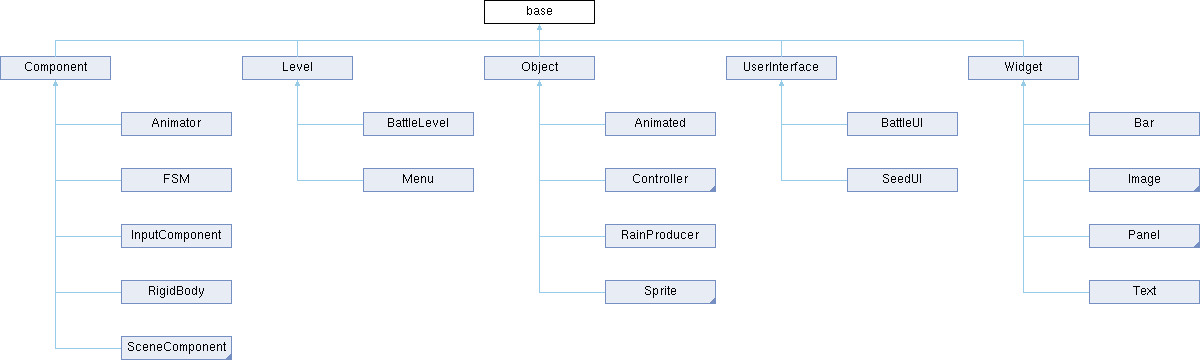 base
Component
Level
Object
UserInterface
Widget
Animator
BattleLevel
Animated
BattleUI
Bar
FSM
Menu
Controller
SeedUI
Image
InputComponent
RainProducer
Panel
RigidBody
Sprite
Text
SceneComponent